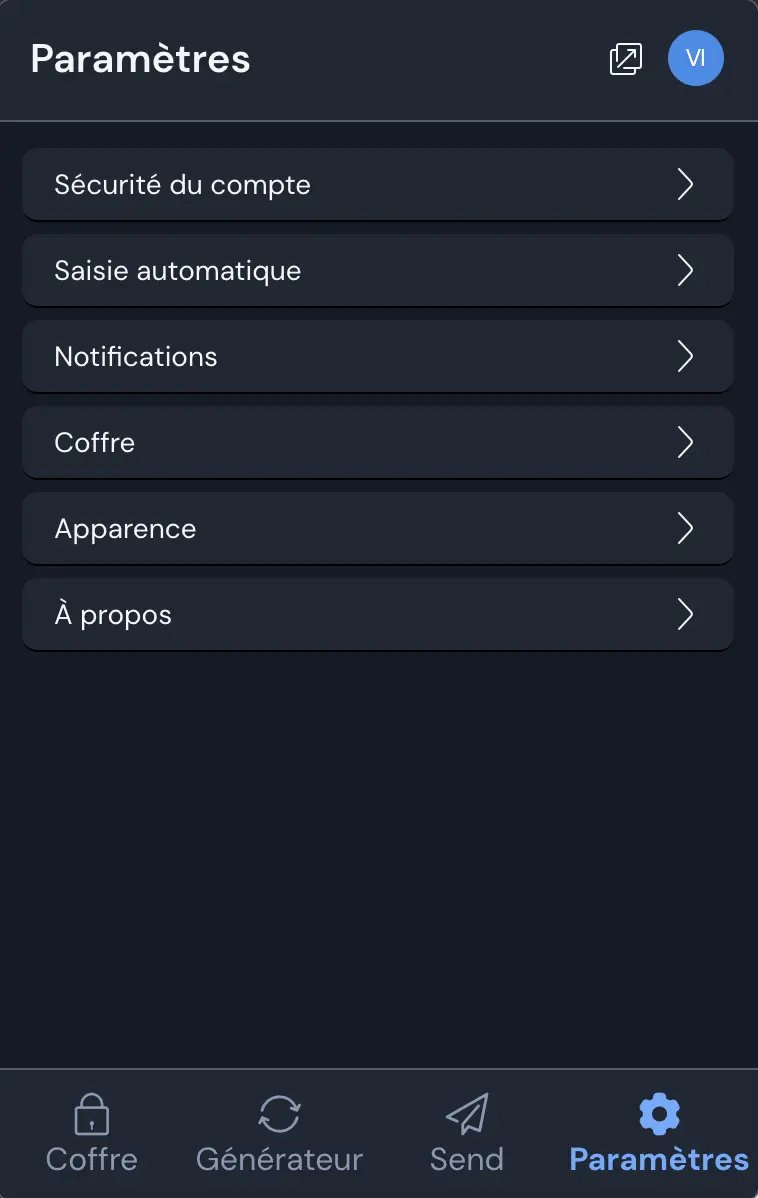 Paramètres
VI
Sécurité du compte
Saisie automatique
Notifications
Coffre
Apparence
À propos
Coffre
Générateur
Send
Paramètres